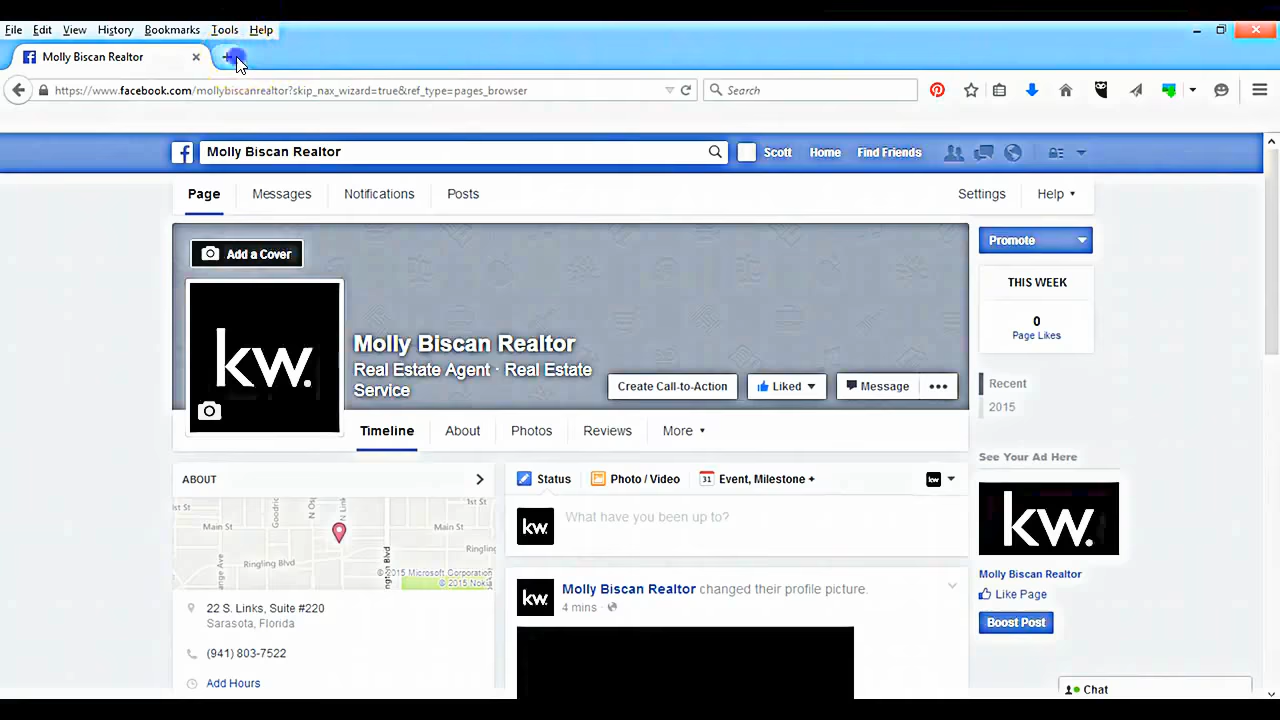 File Edit View History Bookmarks Tools Help
Molly Biscan Realtor
https://www.facebook.com/mollybiscanrealtor?skip_nax_wizard=true&ref_type=pages_browser
Search
Molly Biscan Realtor
Scott Home Find Friends
Page Messages Notifications Posts Settings Help
Add a Cover
Promote
THIS WEEK
0
Page Likes
kw.
Molly Biscan Realtor
Real Estate Agent · Real Estate
Service
Create Call-to-Action Liked Message
Recent
2015
Timeline About Photos Reviews More
See Your Ad Here
ABOUT
Status Photo / Video 31 Event, Milestone +
kw
What have you been up to?
kw.
kw.
Main St
Main St
1st St
Ringling Blvd
Ringling
© 2015 Microsoft Corporation
© 2015 Nokia
Molly Biscan Realtor
Like Page
Boost Post
kw.
Molly Biscan Realtor changed their profile picture.
4 mins ·
22 S. Links, Suite #220
Sarasota, Florida
(941) 803-7522
Add Hours
Chat